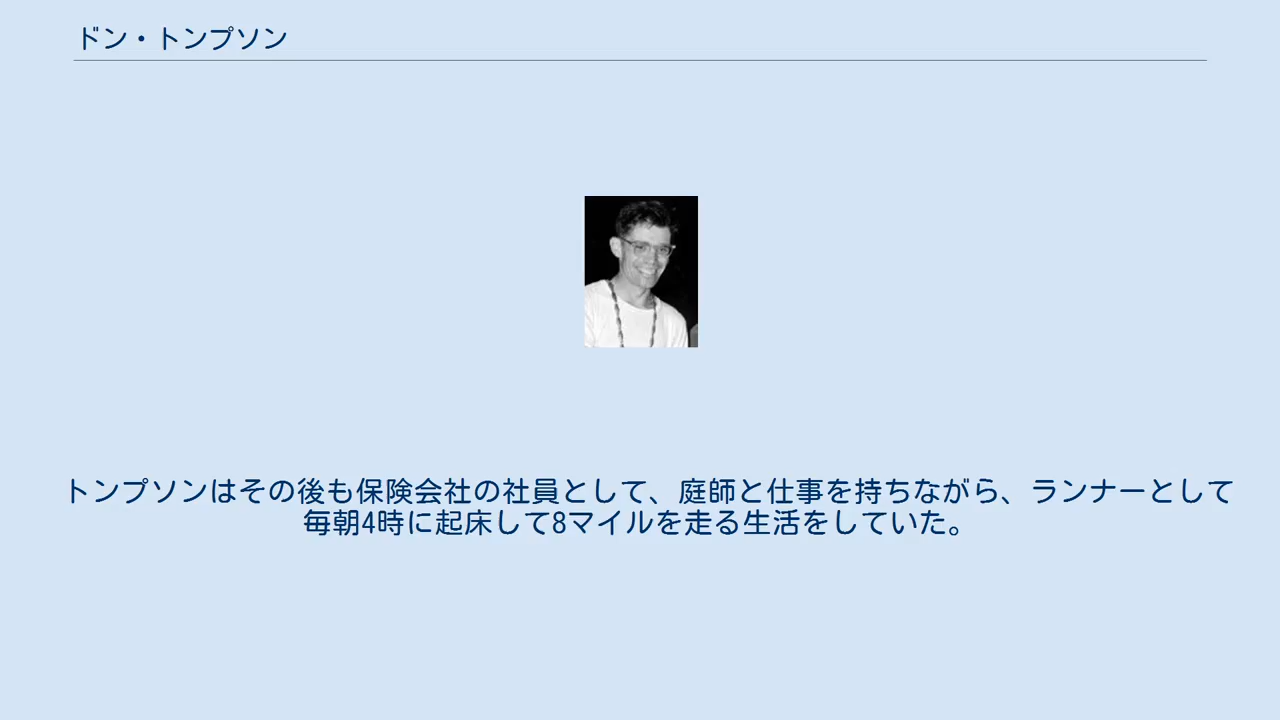 ドン・トンプソン
トンプソンはその後も保険会社の社員として、庭師と仕事を持ちながら、ランナーとして
毎朝4時に起床して8マイルを走る生活をしていた。